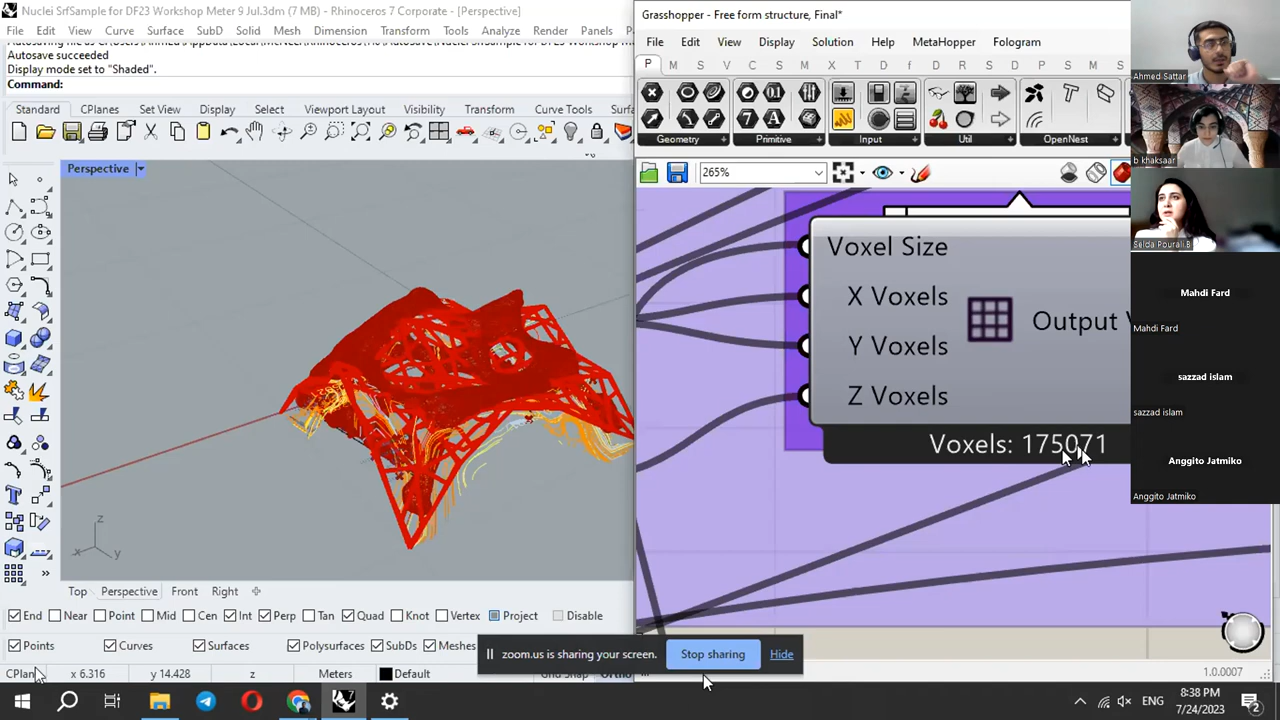 Nuclei SrfSample for DF23 Workshop Meter 9 Jul.3dm (7 MB) - Rhinoceros 7 Corporate - [Perspective]
File Edit View Curve Surface SubD Solid Mesh Dimension Transform Tools Analyze Render Panels
Autosave succeeded
Display mode set to "Shaded".
Command:
Standard CPlanes Set View Display Select Viewport Layout Visibility Transform Curve Tools
Perspective
z
x y
Top Perspective Front Right
End Near Point Mid Cen Int Perp Tan Quad Knot Vertex Project Disable
Points Curves Surfaces Polysurfaces SubDs Meshes
CPlan x 6.316 y 14.428 z Meters Default Grid Snap Ortho
Grasshopper - Free form structure, Final*
File Edit View Display Solution Help MetaHopper Fologram
P M S V C S M I X T D F D R E A D P S M S
Geometry Primitive Input Util OpenNest
265%
Voxel Size
X Voxels
Y Voxels
Z Voxels
Output V
Voxels: 175071
1.0.0007
zoom.us is sharing your screen. Stop sharing Hide
Ahmed Sattar
b khaksaar
Selda Pourali.B
Mahdi Fard
Mahdi Fard
sazzad islam
sazzad islam
Anggito Jatmiko
Anggito Jatmiko
ENG
8:38 PM
7/24/2023
2